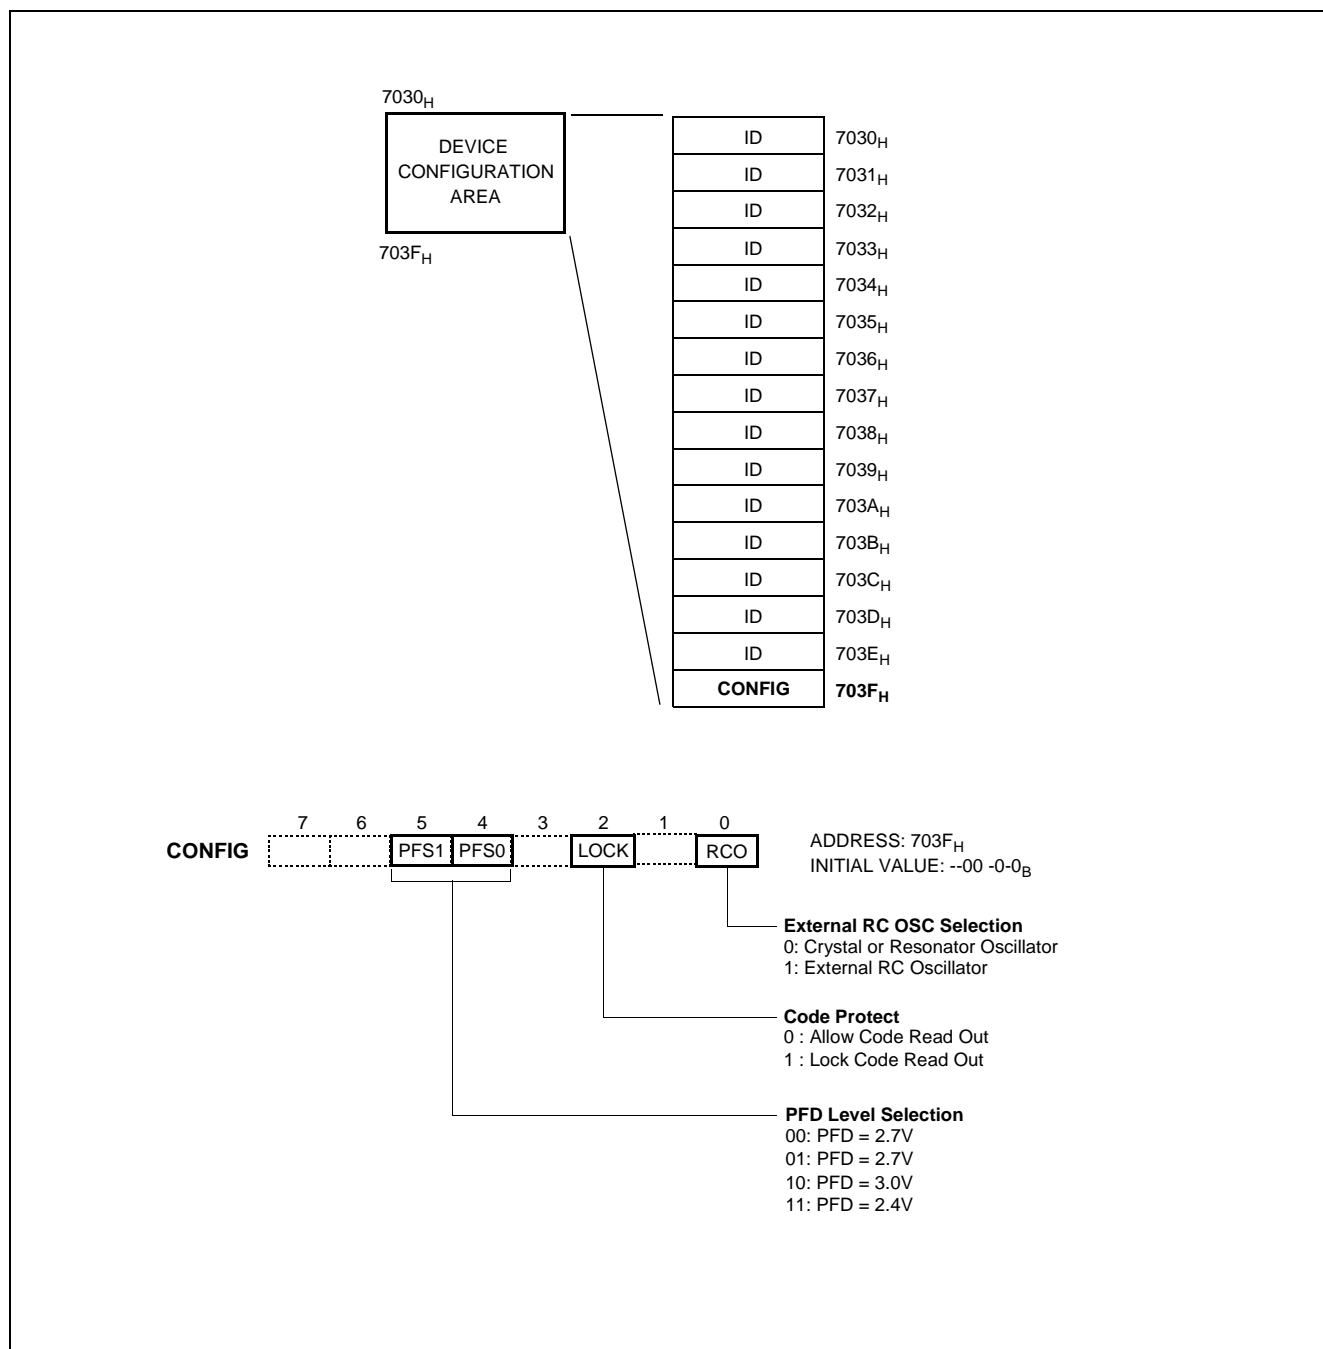 7030H
DEVICE
CONFIGURATION
AREA
703FH
ID 7030H
ID 7031H
ID 7032H
ID 7033H
ID 7034H
ID 7035H
ID 7036H
ID 7037H
ID 7038H
ID 7039H
ID 703AH
ID 703BH
ID 703CH
ID 703DH
ID 703EH
CONFIG 703FH
7 6 5 4 3 2 1 0
CONFIG PFS1 PFS0 LOCK RCO
ADDRESS: 703FH
INITIAL VALUE: --00 -0-0B
External RC OSC Selection
0: Crystal or Resonator Oscillator
1: External RC Oscillator
Code Protect
0 : Allow Code Read Out
1 : Lock Code Read Out
PFD Level Selection
00: PFD = 2.7V
01: PFD = 2.7V
10: PFD = 3.0V
11: PFD = 2.4V